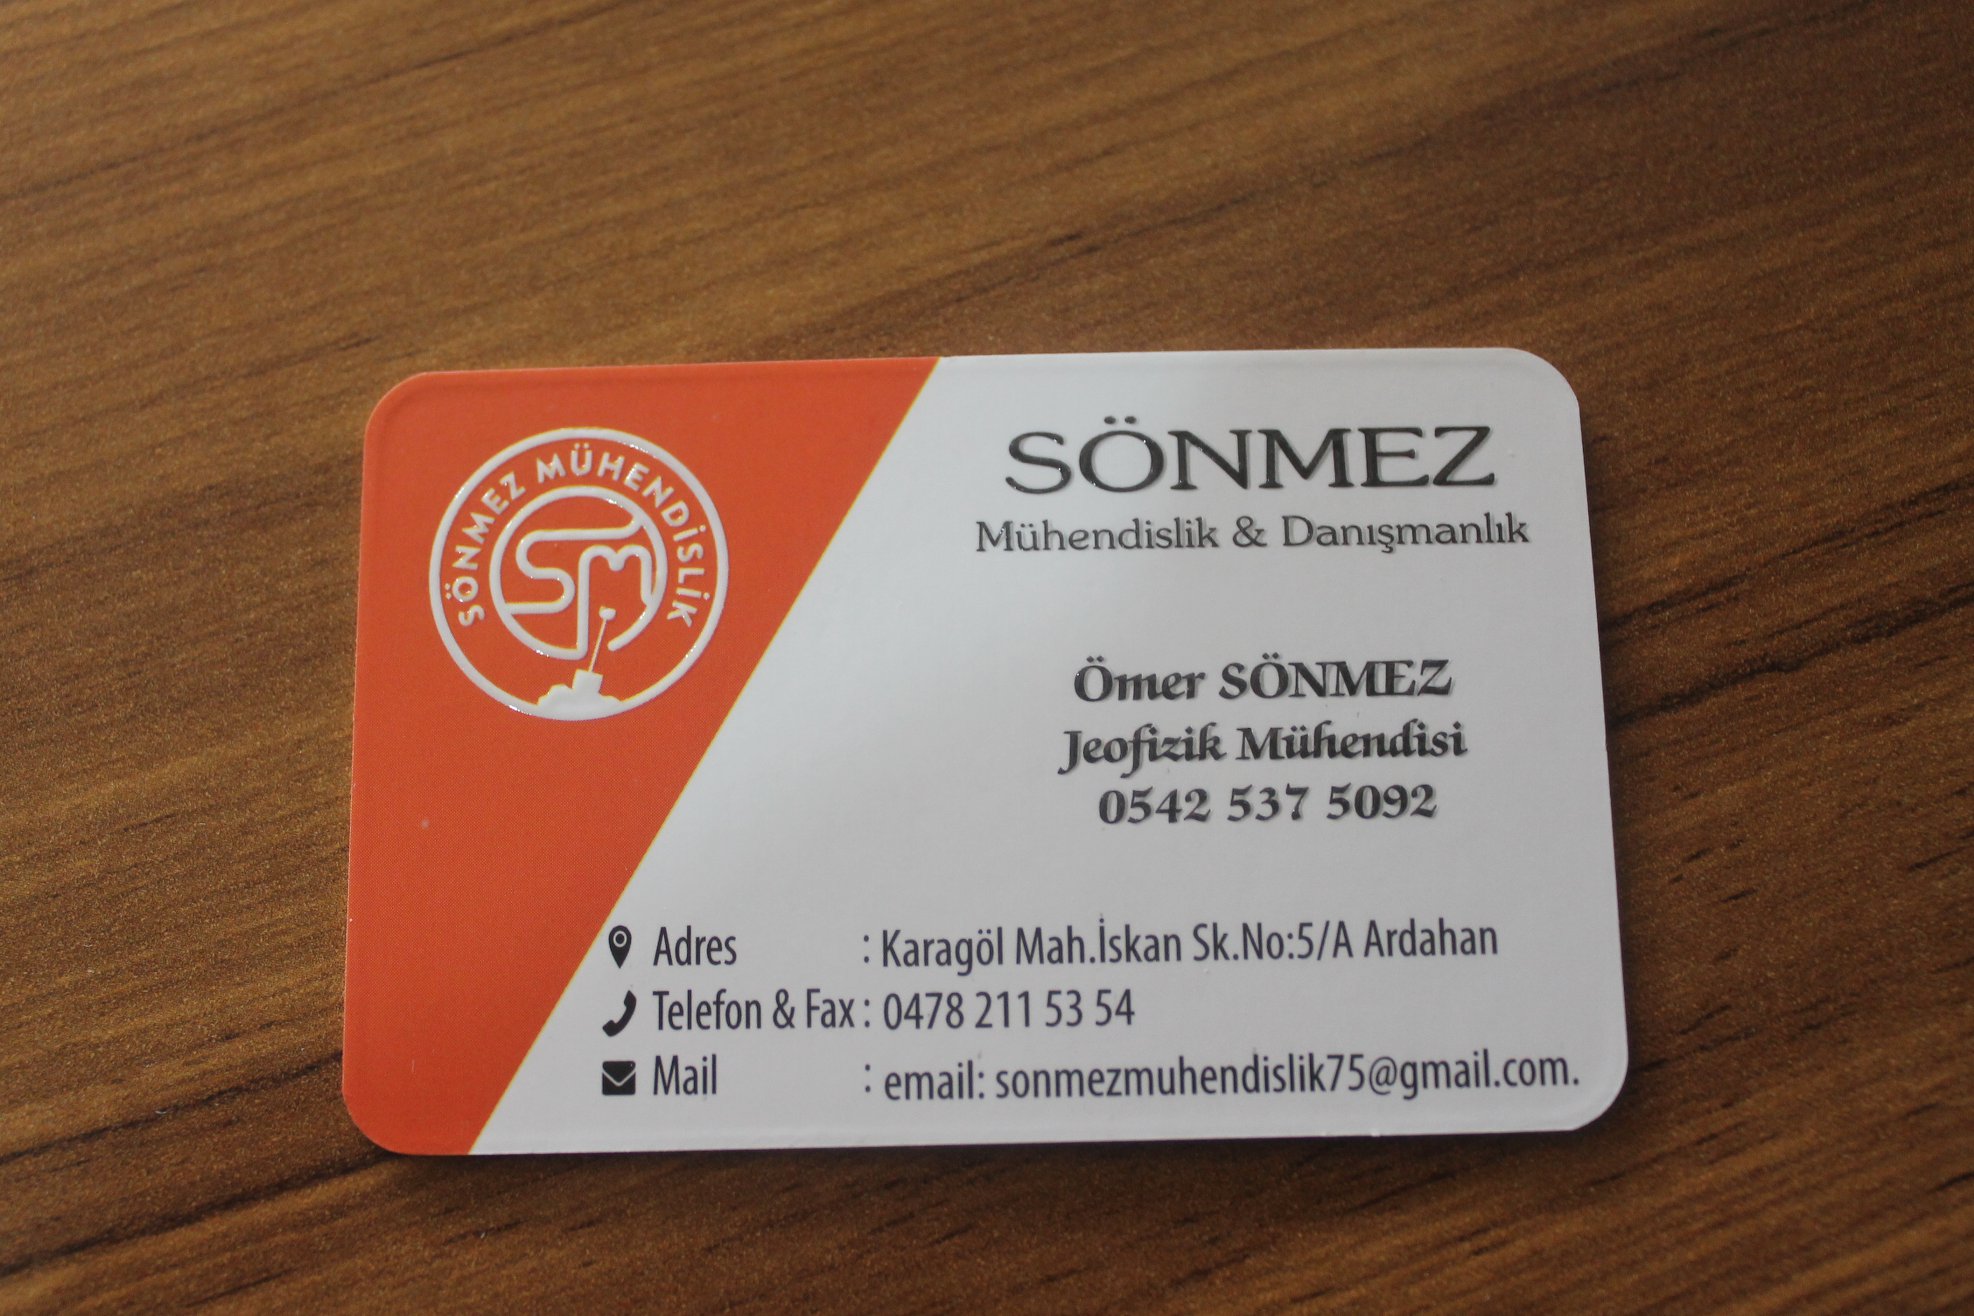 SÖNMEZ MÜHENDİSLİK
SM
SÖNMEZ
Mühendislik & Danışmanlık
Ömer SÖNMEZ
Jeofizik Mühendisi
0542 537 5092
Adres : Karagöl Mah.İskan Sk.No:5/A Ardahan
Telefon & Fax : 0478 211 53 54
Mail : email: sonmezmuhendislik75@gmail.com.